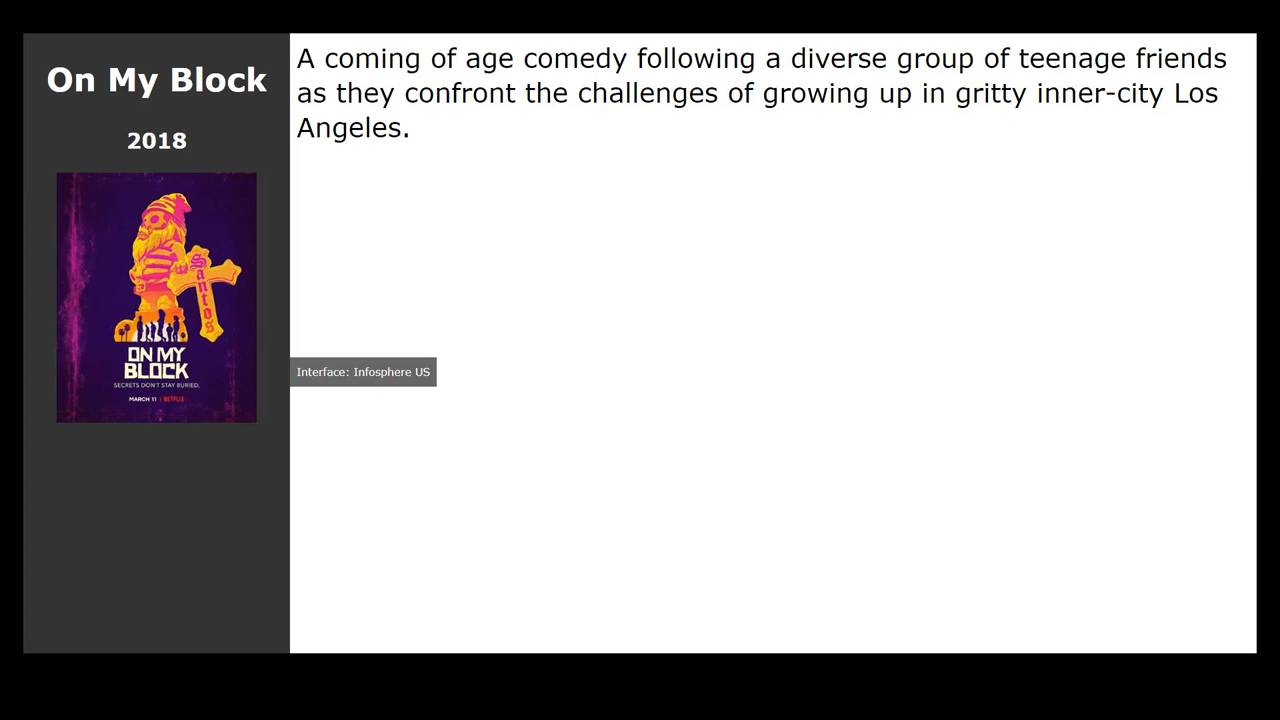 On My Block
2018
Santos
ON MY
BLOCK
SECRETS DON'T STAY BURIED.
MARCH 11 | NETFLIX
A coming of age comedy following a diverse group of teenage friends
as they confront the challenges of growing up in gritty inner-city Los
Angeles.
Interface: Infosphere US